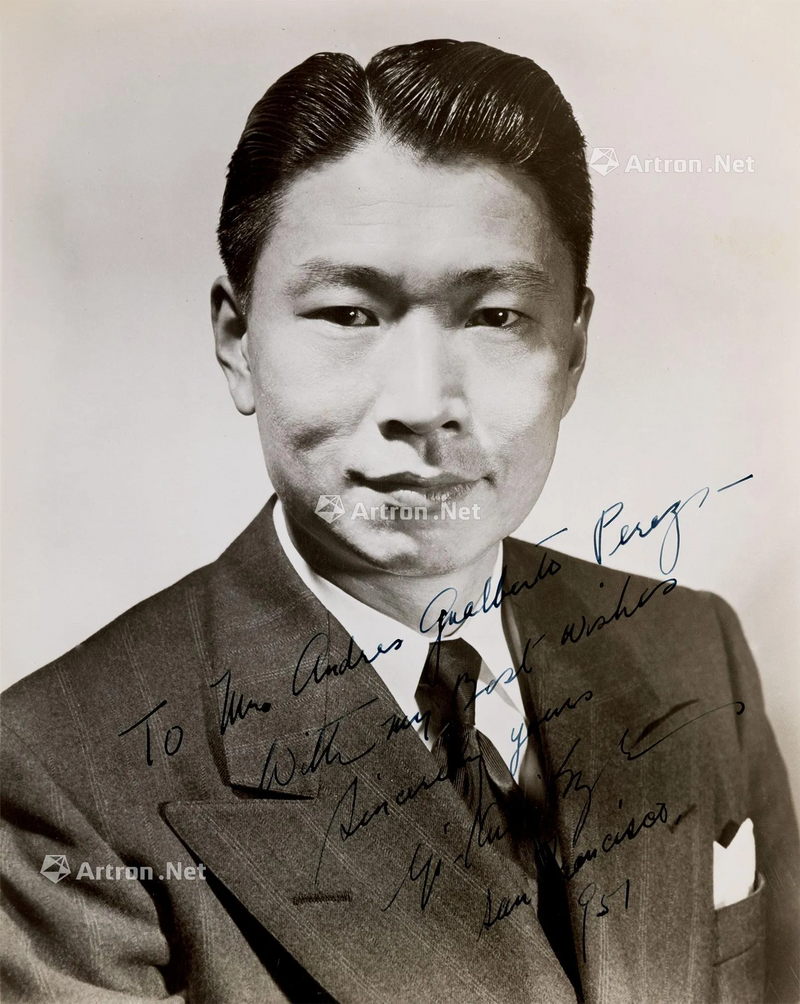 Artron.Net
Artron.Net
To Mr. Andres Gualberto Perez -
With my Best Wishes
Sincerely yours
San Francisco.
1951
Artron.Net